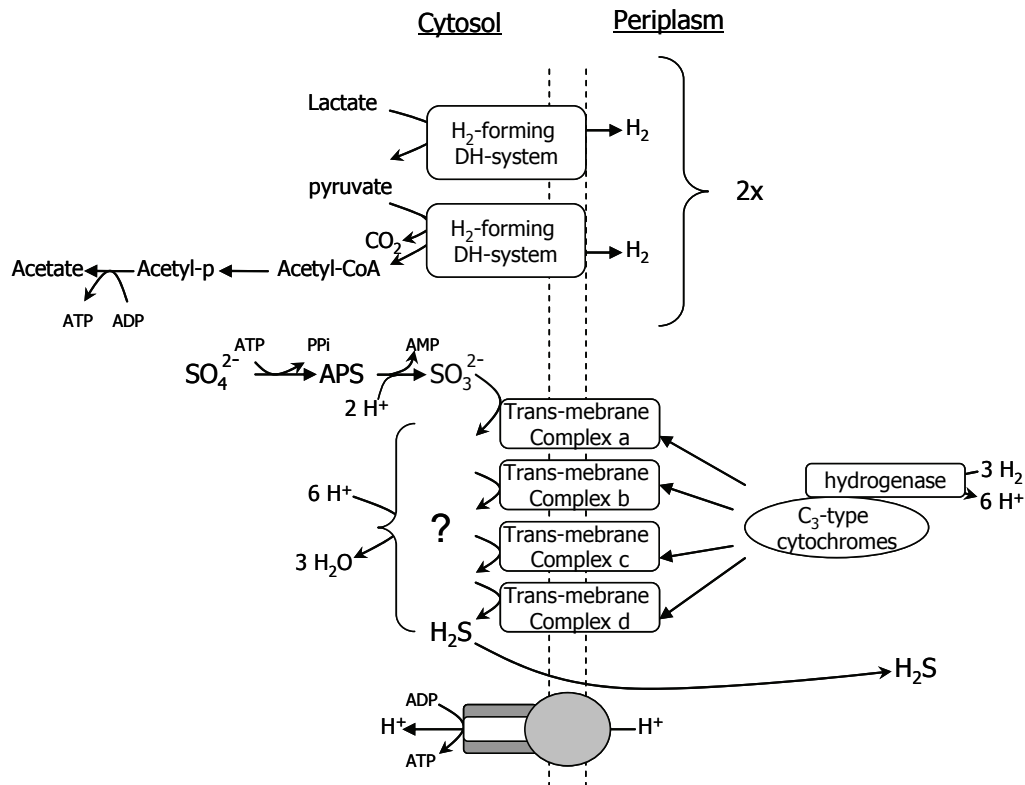 Cytosol
Periplasm
Lactate
H₂-forming
DH-system
H₂
pyruvate
2x
CO₂
H₂-forming
DH-system
H₂
Acetate
Acetyl-p
Acetyl-CoA
ATP
ADP
ATP
PPi
AMP
SO₄²⁻
APS
SO₃²⁻
2 H⁺
Trans-mebrane
Complex a
Trans-mebrane
Complex b
hydrogenase
3 H₂
6 H⁺
6 H⁺
?
C₃-type
cytochromes
Trans-mebrane
Complex c
3 H₂O
Trans-mebrane
Complex d
H₂S
H₂S
ADP
H⁺
H⁺
ATP